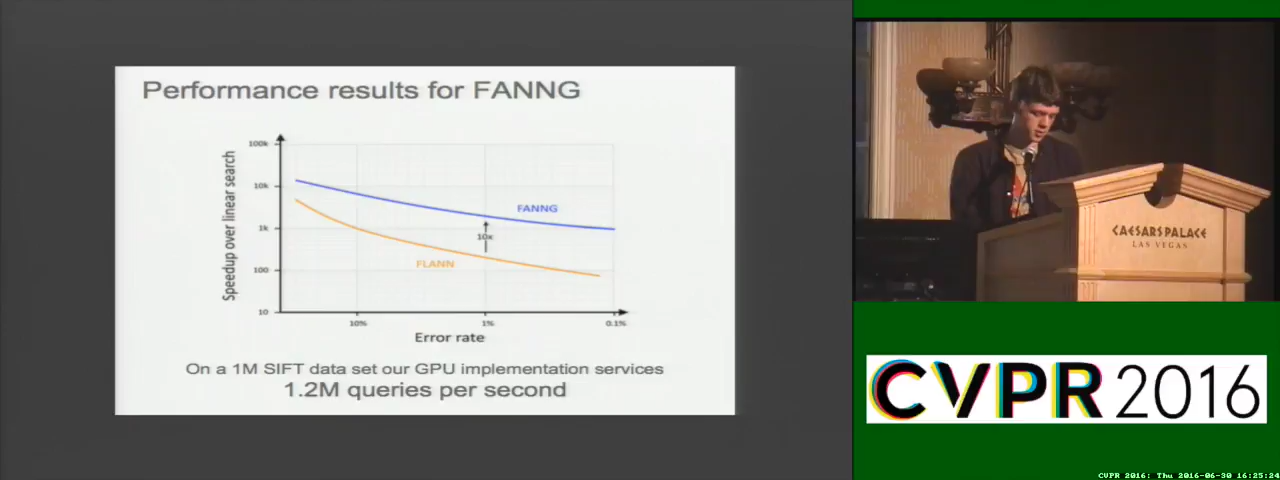 Performance results for FANNG
Speedup over linear search
100k
10k
1k
100
10
FANNG
10x
FLANN
10%
1%
0.1%
Error rate
On a 1M SIFT data set our GPU implementation services
1.2M queries per second
CAESARS PALACE
LAS VEGAS
CVPR 2016
CVPR 2016: Thu 2016-06-30 16:25:24